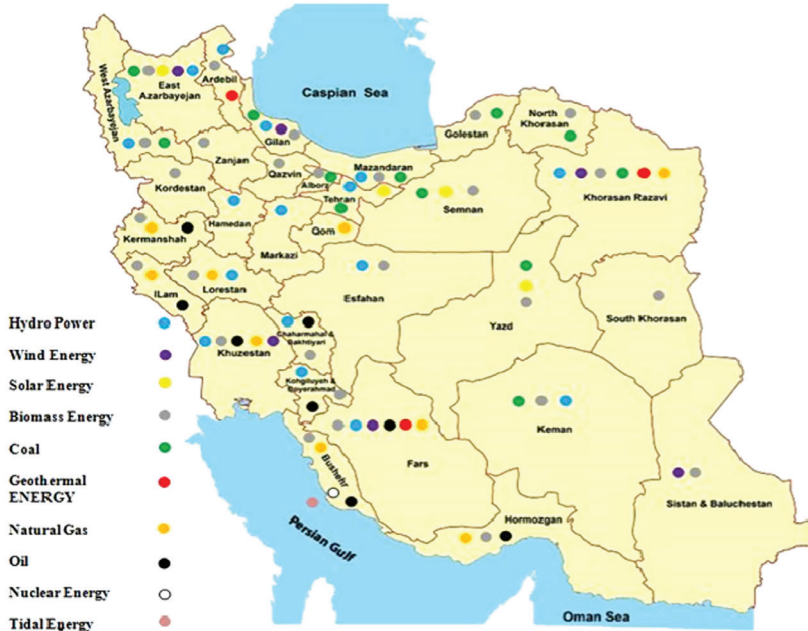 Caspian Sea
West Azarbayejan
East
Azarbayejan
Ardebil
Gilan
Zanjan
Kordestan
Qazvin
Alborz
Mazandaran
Tehran
Golestan
North
Khorasan
Khorasan Razavi
Semnan
Hamedan
Kermanshah
Markazi
Qom
ILam
Lorestan
Esfahan
Yazd
South Khorasan
Khuzestan
Chaharmahal &
Bakhtiyari
Kohgiluyeh &
Boyerahmad
Fars
Keman
Bushehr
Hormozgan
Sistan & Baluchestan
Persian Gulf
Oman Sea
Hydro Power
Wind Energy
Solar Energy
Biomass Energy
Coal
Geothermal
ENERGY
Natural Gas
Oil
Nuclear Energy
Tidal Energy